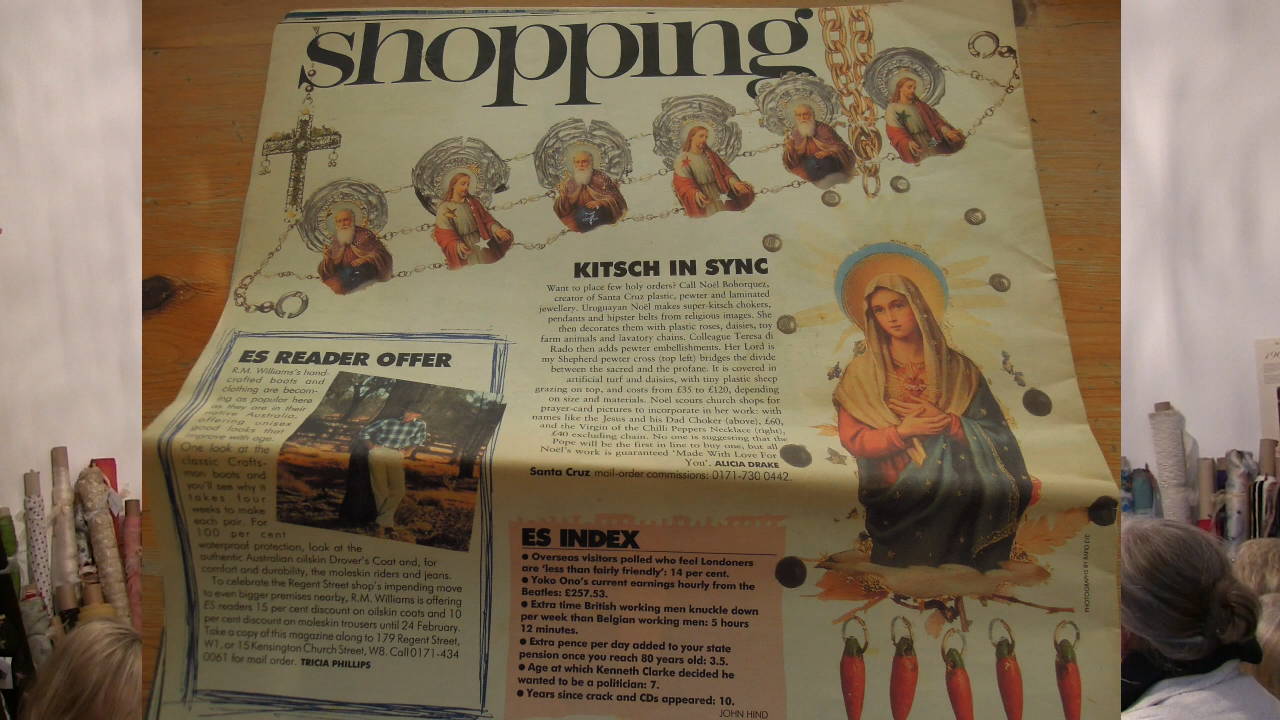 shopping
KITSCH IN SYNC
Want to place few holy orders? Call Noël Bohorquez,
creator of Santa Cruz plastic, pewter and laminated
jewellery. Uruguayan Noël makes super-kitsch chokers,
pendants and hipster belts from religious images. She
then decorates them with plastic roses, daisies, toy
farm animals and lavatory chains. Colleague Teresa di
Rado then adds pewter embellishments. Her Lord is
my Shepherd pewter cross (top left) bridges the divide
between the sacred and the profane. It is covered in
artificial turf and daisies, with tiny plastic sheep
grazing on top, and costs from £35 to £120, depending
on size and materials. Noël scours church shops for
prayer-card pictures to incorporate in her work: with
names like the Jesus and his Dad Choker (above), £60,
and the Virgin of the Chilli Peppers Necklace (right),
£40 excluding chain. No one is suggesting that the
Pope will be the first in line to buy one, but all
Noël's work is guaranteed 'Made With Love For
You'. ALICIA DRAKE
Santa Cruz mail-order commissions: 0171-730 0442.
ES READER OFFER
R.M. Williams's hand-
crafted boots and
clothing are becom-
ing as popular here
as they are in their
native Australia,
offering unisex
good looks that
improve with age.
One look at the
classic Crafts-
man boots and
you'll see why it
takes four
weeks to make
each pair. For
100 per cent
waterproof protection, look at the
authentic Australian oilskin Drover's Coat and, for
comfort and durability, the moleskin riders and jeans.
To celebrate the Regent Street shop's impending move
to even bigger premises nearby, R.M. Williams is offering
ES readers 15 per cent discount on oilskin coats and 10
per cent discount on moleskin trousers until 24 February.
Take a copy of this magazine along to 179 Regent Street,
W1, or 15 Kensington Church Street, W8. Call 0171-434
0061 for mail order. TRICIA PHILLIPS
ES INDEX
● Overseas visitors polled who feel Londoners
are 'less than fairly friendly': 14 per cent.
● Yoko Ono's current earnings hourly from the
Beatles: £257.53.
● Extra time British working men knuckle down
per week than Belgian working men: 5 hours
12 minutes.
● Extra pence per day added to your state
pension once you reach 80 years old: 3.5.
● Age at which Kenneth Clarke decided he
wanted to be a politician: 7.
● Years since crack and CDs appeared: 10.
JOHN HIND